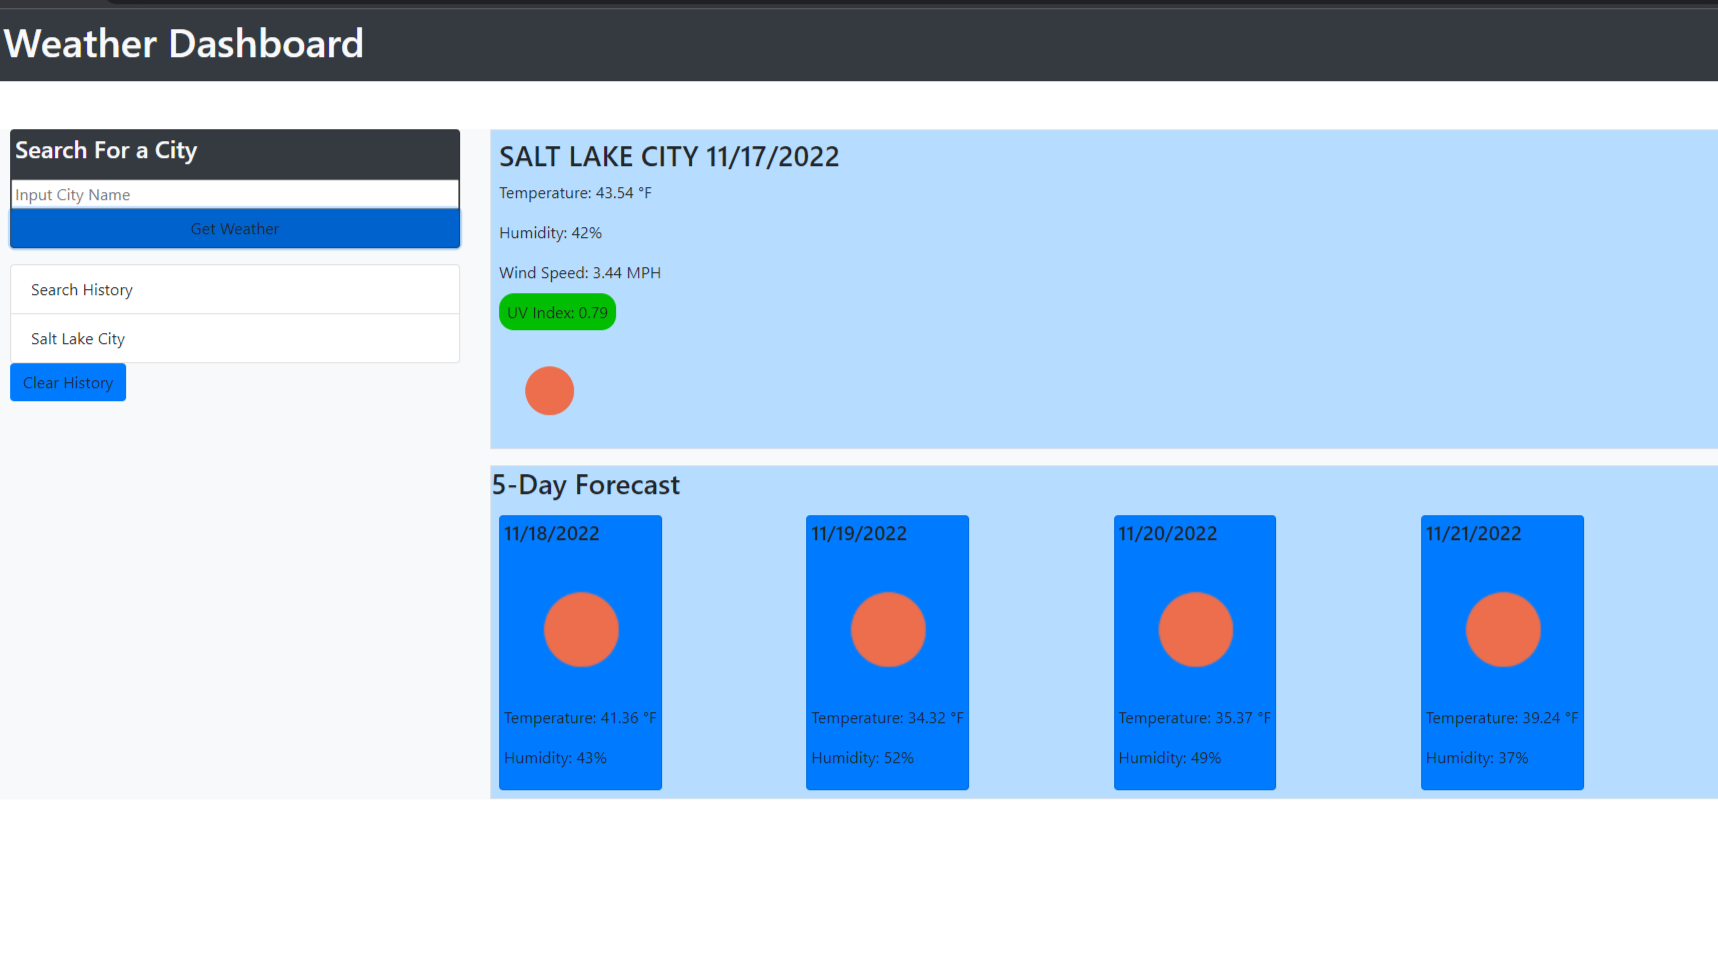 Weather Dashboard
Search For a City
Input City Name
Get Weather
Search History
Salt Lake City
Clear History
SALT LAKE CITY 11/17/2022
Temperature: 43.54 °F
Humidity: 42%
Wind Speed: 3.44 MPH
UV Index: 0.79
5-Day Forecast
11/18/2022
Temperature: 41.36 °F
Humidity: 43%
11/19/2022
Temperature: 34.32 °F
Humidity: 52%
11/20/2022
Temperature: 35.37 °F
Humidity: 49%
11/21/2022
Temperature: 39.24 °F
Humidity: 37%